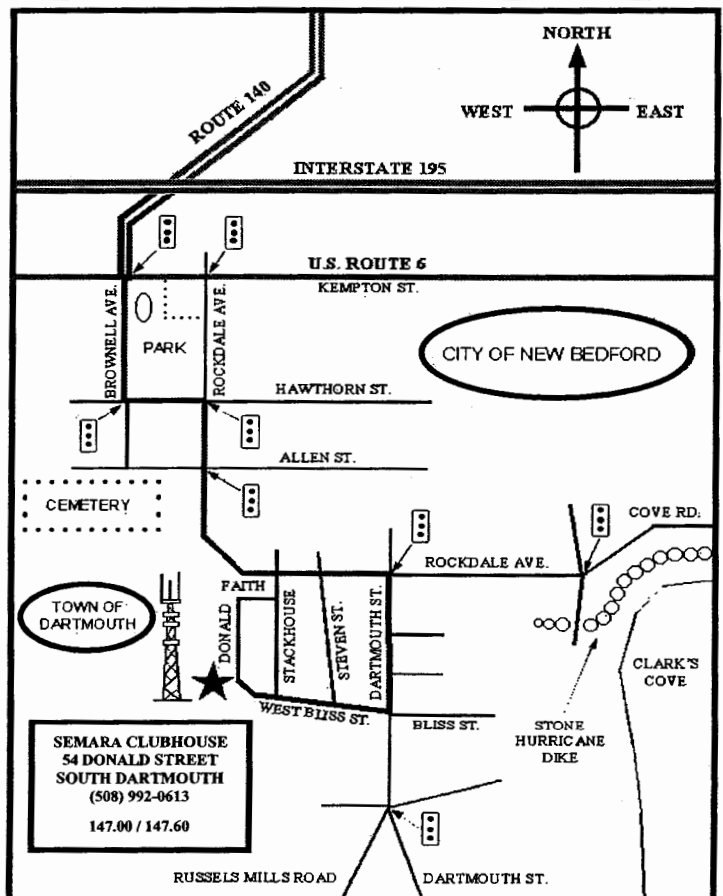 NORTH
WEST
EAST
ROUTE 140
INTERSTATE 195
U.S. ROUTE 6
KEMPTON ST.
BROWNELL AVE.
PARK
ROCKDALE AVE.
CITY OF NEW BEDFORD
HAWTHORN ST.
ALLEN ST.
CEMETERY
COVE RD.
ROCKDALE AVE.
FAITH
TOWN OF
DARTMOUTH
DONALD
STACKHOUSE
STEVEN ST.
DARTMOUTH ST.
CLARK'S
COVE
WEST BLISS ST.
BLISS ST.
STONE
HURRICANE
DIKE
SEMARA CLUBHOUSE
54 DONALD STREET
SOUTH DARTMOUTH
(508) 992-0613
147.00 / 147.60
RUSSELS MILLS ROAD
DARTMOUTH ST.